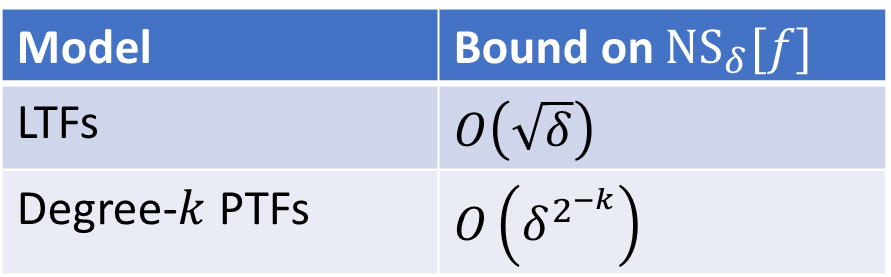 Model Bound on NS_δ[f]
LTFs O(√δ)
Degree-k PTFs O(δ^{2^{-k}})